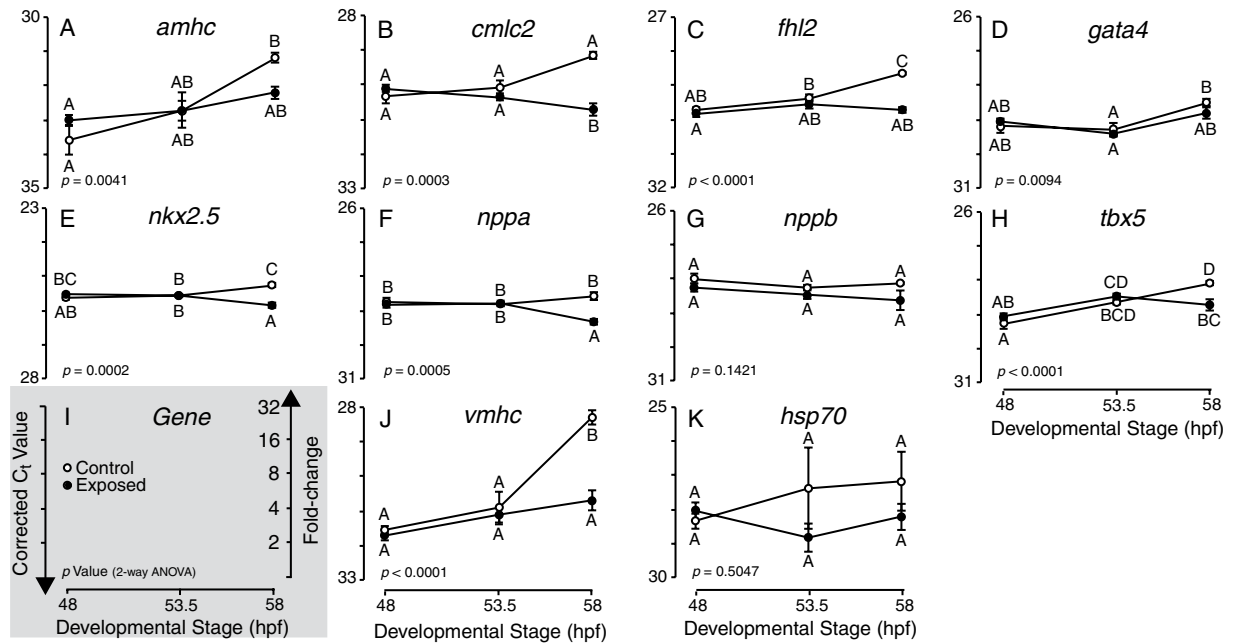 A amhc
30
35
A
A
AB
AB
B
AB
p = 0.0041
B cmlc2
28
33
A
A
A
A
A
B
p = 0.0003
C fhl2
27
32
AB
A
B
AB
C
AB
p < 0.0001
D gata4
26
31
AB
AB
A
A
B
AB
p = 0.0094
E nkx2.5
23
28
BC
AB
B
B
C
A
p = 0.0002
F nppa
26
31
B
B
B
B
B
A
p = 0.0005
G nppb
26
31
A
A
A
A
A
A
p = 0.1421
H tbx5
26
31
AB
A
CD
BCD
D
BC
p < 0.0001
48 53.5 58
Developmental Stage (hpf)
I Gene
Corrected Ct Value
Control
Exposed
32
16
8
4
2
Fold-change
p Value (2-way ANOVA)
48 53.5 58
Developmental Stage (hpf)
J vmhc
28
33
A
A
A
A
B
A
p < 0.0001
48 53.5 58
Developmental Stage (hpf)
K hsp70
25
30
A
A
A
A
A
A
p = 0.5047
48 53.5 58
Developmental Stage (hpf)